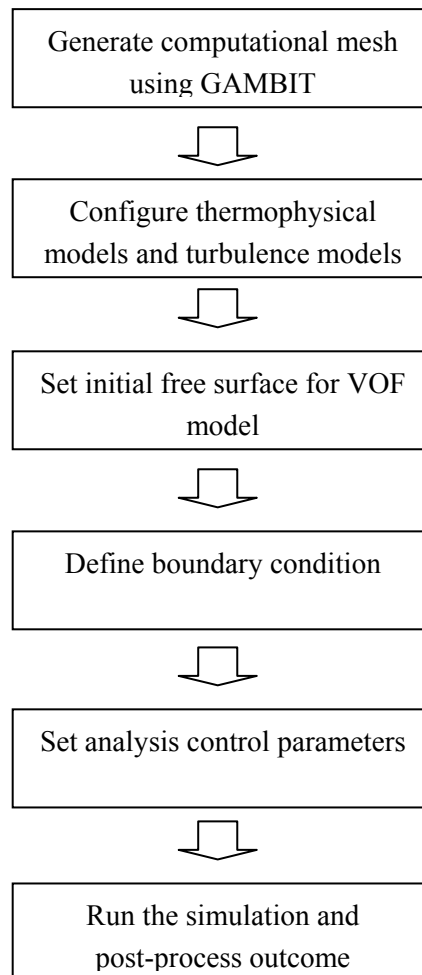 Generate computational mesh
using GAMBIT
Configure thermophysical
models and turbulence models
Set initial free surface for VOF
model
Define boundary condition
Set analysis control parameters
Run the simulation and
post-process outcome